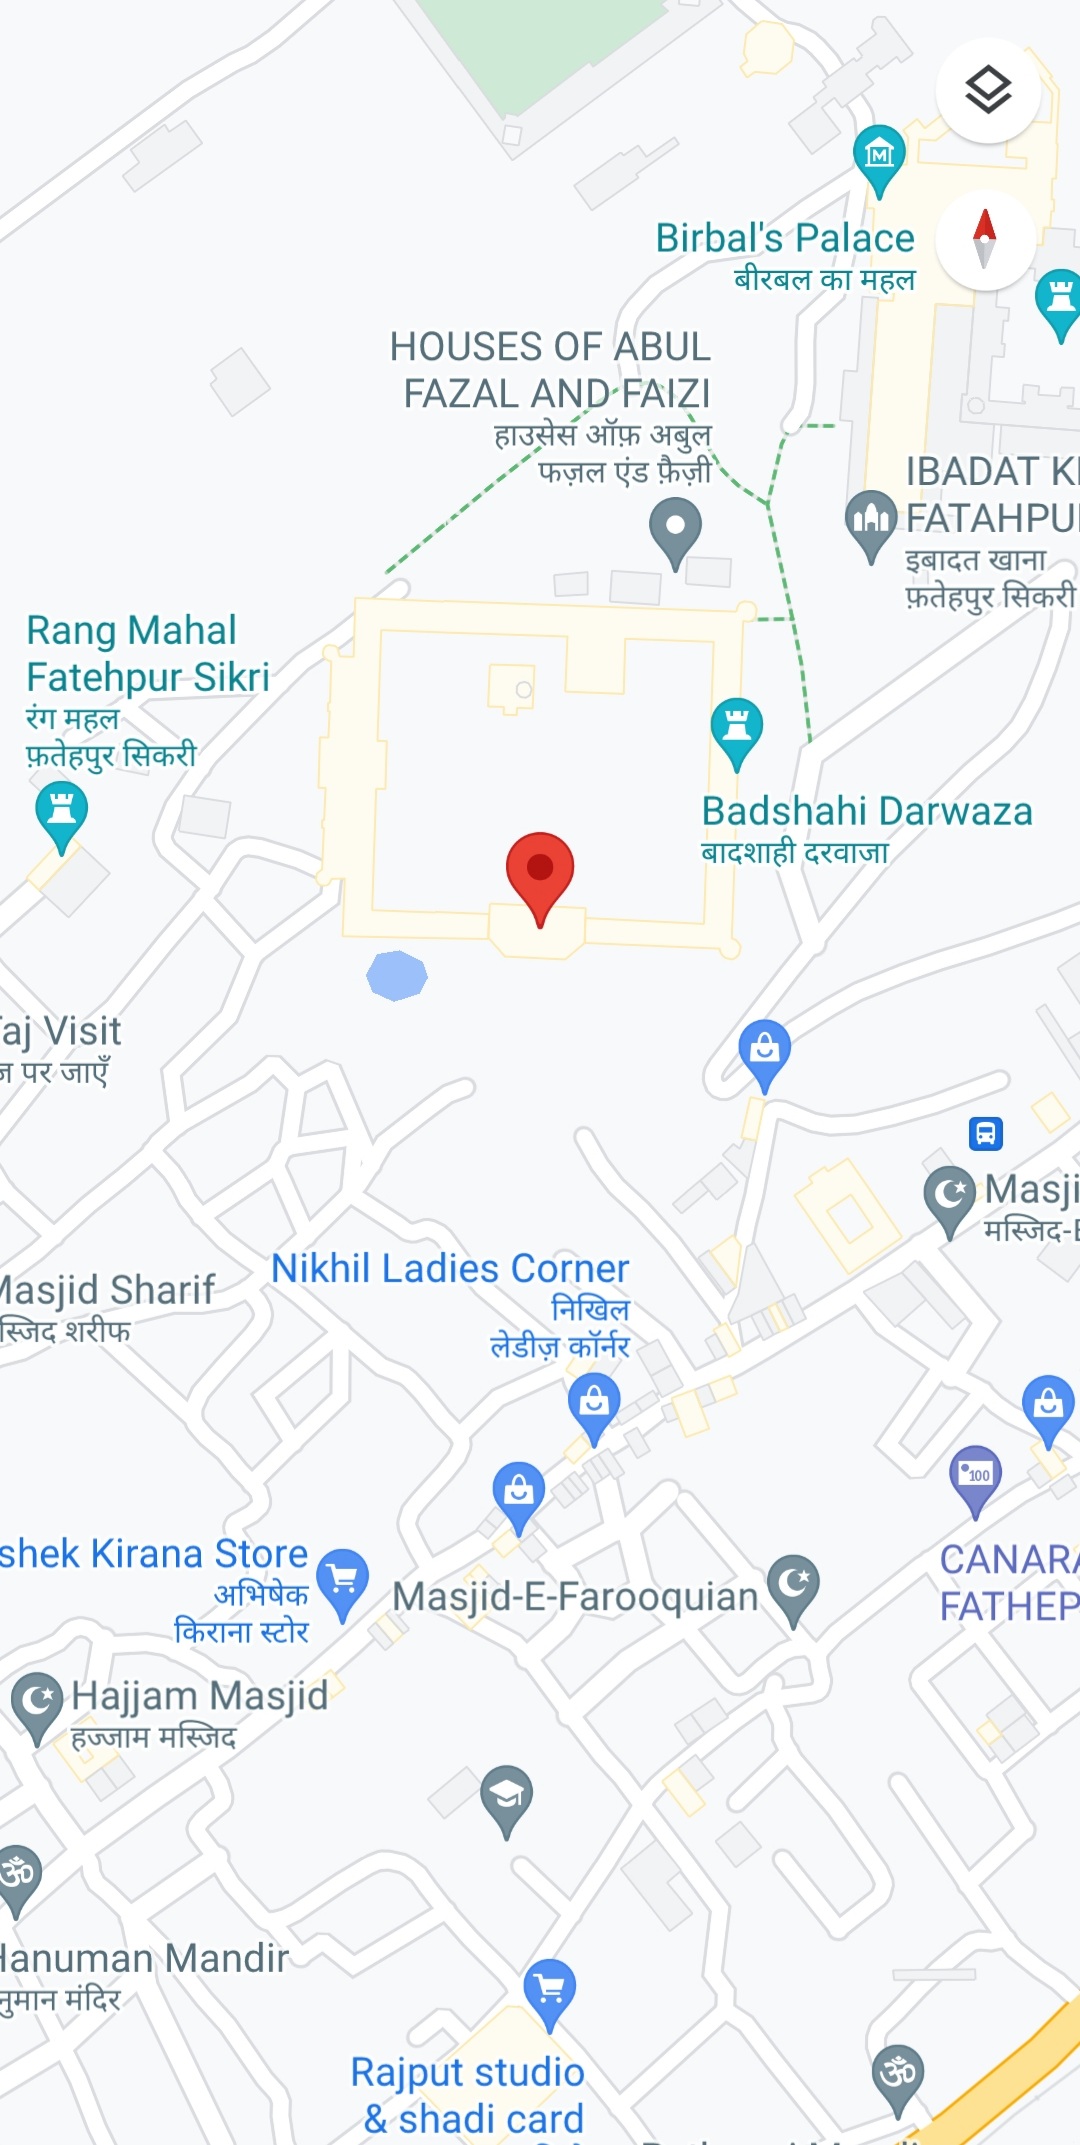 Birbal's Palace
बीरबल का महल
HOUSES OF ABUL
FAZAL AND FAIZI
हाउसेस ऑफ़ अबुल
फज़ल एंड फ़ैज़ी
IBADAT
FATAHPU
इबादत खाना
फ़तेहपुर सिकरी
Rang Mahal
Fatehpur Sikri
रंग महल
फ़तेहपुर सिकरी
Badshahi Darwaza
बादशाही दरवाजा
Taj Visit
ज पर जाएँ
Masji
मस्जिद-
Nikhil Ladies Corner
निखिल
लेडीज़ कॉर्नर
Masjid Sharif
स्जिद शरीफ
100
CANARA
FATHEP
shek Kirana Store
अभिषेक
किराना स्टोर
Masjid-E-Farooquian
Hajjam Masjid
हज्जाम मस्जिद
ॐ
Hanuman Mandir
नुमान मंदिर
Rajput studio
& shadi card
ॐ